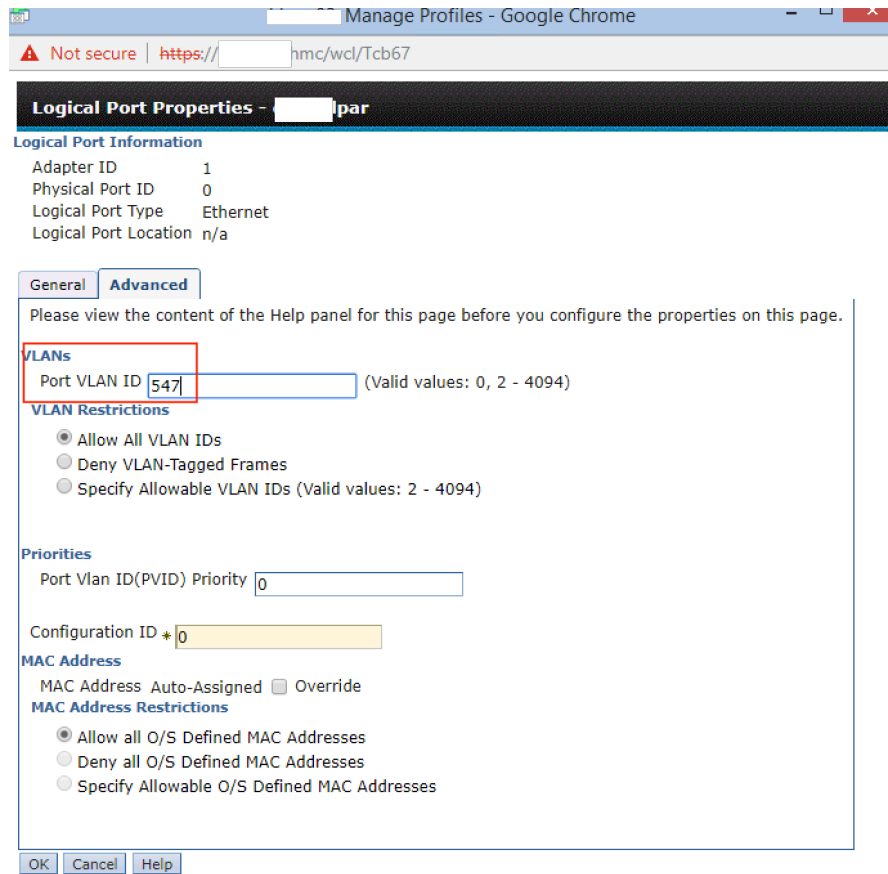 Manage Profiles - Google Chrome
Not secure | https:// hmc/wcl/Tcb67
Logical Port Properties - lpar
Logical Port Information
Adapter ID 1
Physical Port ID 0
Logical Port Type Ethernet
Logical Port Location n/a
General Advanced
Please view the content of the Help panel for this page before you configure the properties on this page.
VLANs
Port VLAN ID 547 (Valid values: 0, 2 - 4094)
VLAN Restrictions
Allow All VLAN IDs
Deny VLAN-Tagged Frames
Specify Allowable VLAN IDs (Valid values: 2 - 4094)
Priorities
Port Vlan ID(PVID) Priority 0
Configuration ID * 0
MAC Address
MAC Address Auto-Assigned Override
MAC Address Restrictions
Allow all O/S Defined MAC Addresses
Deny all O/S Defined MAC Addresses
Specify Allowable O/S Defined MAC Addresses
OK Cancel Help